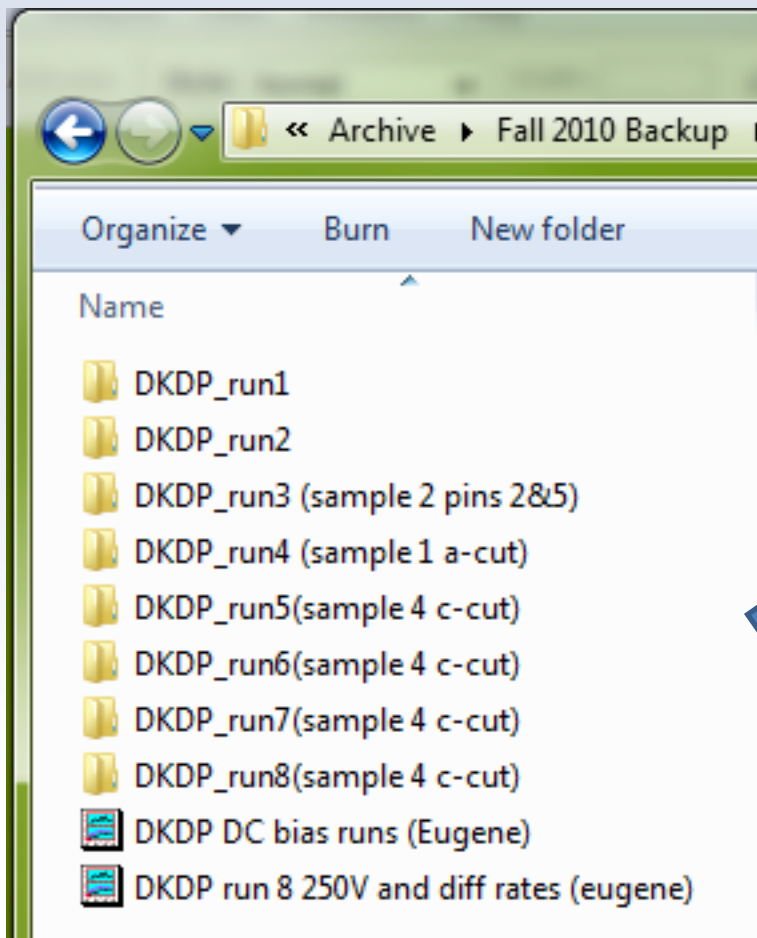 « Archive ▸ Fall 2010 Backup
Organize Burn New folder
Name
DKDP_run1
DKDP_run2
DKDP_run3 (sample 2 pins 2&5)
DKDP_run4 (sample 1 a-cut)
DKDP_run5(sample 4 c-cut)
DKDP_run6(sample 4 c-cut)
DKDP_run7(sample 4 c-cut)
DKDP_run8(sample 4 c-cut)
DKDP DC bias runs (Eugene)
DKDP run 8 250V and diff rates (eugene)